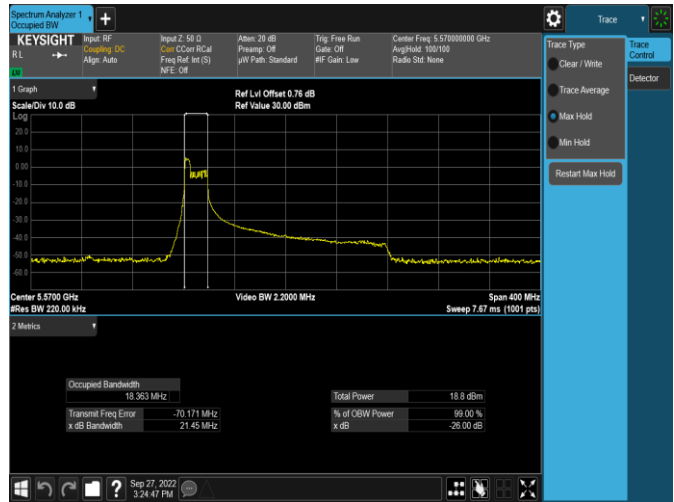 Spectrum Analyzer 1
Occupied BW
+
Trace
KEYSIGHT
R L
LV
Input: RF
Coupling: DC
Align: Auto
Input Z: 50 Ω
Corr CCorr RCal
Freq Ref: Int (S)
NFE: Off
Atten: 20 dB
Preamp: Off
µW Path: Standard
Trig: Free Run
Gate: Off
#IF Gain: Low
Center Freq: 5.570000000 GHz
Avg|Hold: 100/100
Radio Std: None
Trace Type
Clear / Write
Trace Average
Max Hold
Min Hold
Restart Max Hold
Trace
Control
Detector
1 Graph
Scale/Div 10.0 dB
Log
Ref Lvl Offset 0.76 dB
Ref Value 30.00 dBm
20.0
10.0
0.00
-10.0
-20.0
-30.0
-40.0
-50.0
-60.0
Center 5.5700 GHz
#Res BW 220.00 kHz
Video BW 2.2000 MHz
Span 400 MHz
Sweep 7.67 ms (1001 pts)
2 Metrics
Occupied Bandwidth
18.363 MHz
Transmit Freq Error -70.171 MHz
x dB Bandwidth 21.45 MHz
Total Power 18.8 dBm
% of OBW Power 99.00 %
x dB -26.00 dB
?
Sep 27, 2022
3:24:47 PM